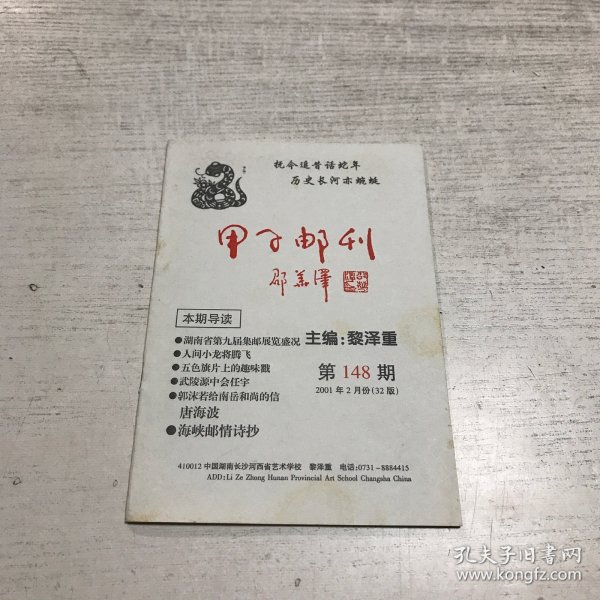 抚今追昔话蛇年
历史长河亦蜿蜒
甲子邮刊
邵华泽
本期导读
●湖南省第九届集邮展览盛况
●人间小龙将腾飞
●五色旗片上的趣味戳
●武陵源中会任宇
●郭沫若给南岳和尚的信
唐海波
●海峡邮情诗抄
主编：黎泽重
第 148 期
2001 年 2 月份(32 版)
410012 中国湖南长沙河西省艺术学校 黎泽重 电话:0731－8884415
ADD:Li Ze Zhong Hunan Provincial Art School Changsha China
孔夫子旧书网
www.kongfz.com